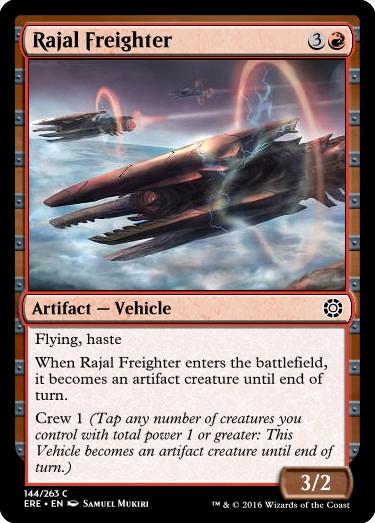 Rajal Freighter 3
Artifact — Vehicle
Flying, haste
When Rajal Freighter enters the battlefield,
it becomes an artifact creature until end of
turn.
Crew 1 (Tap any number of creatures you
control with total power 1 or greater: This
Vehicle becomes an artifact creature until end of
turn.)
3/2
144/263 C
ERE • EN Samuel Mukiri
™ & © 2016 Wizards of the Coast